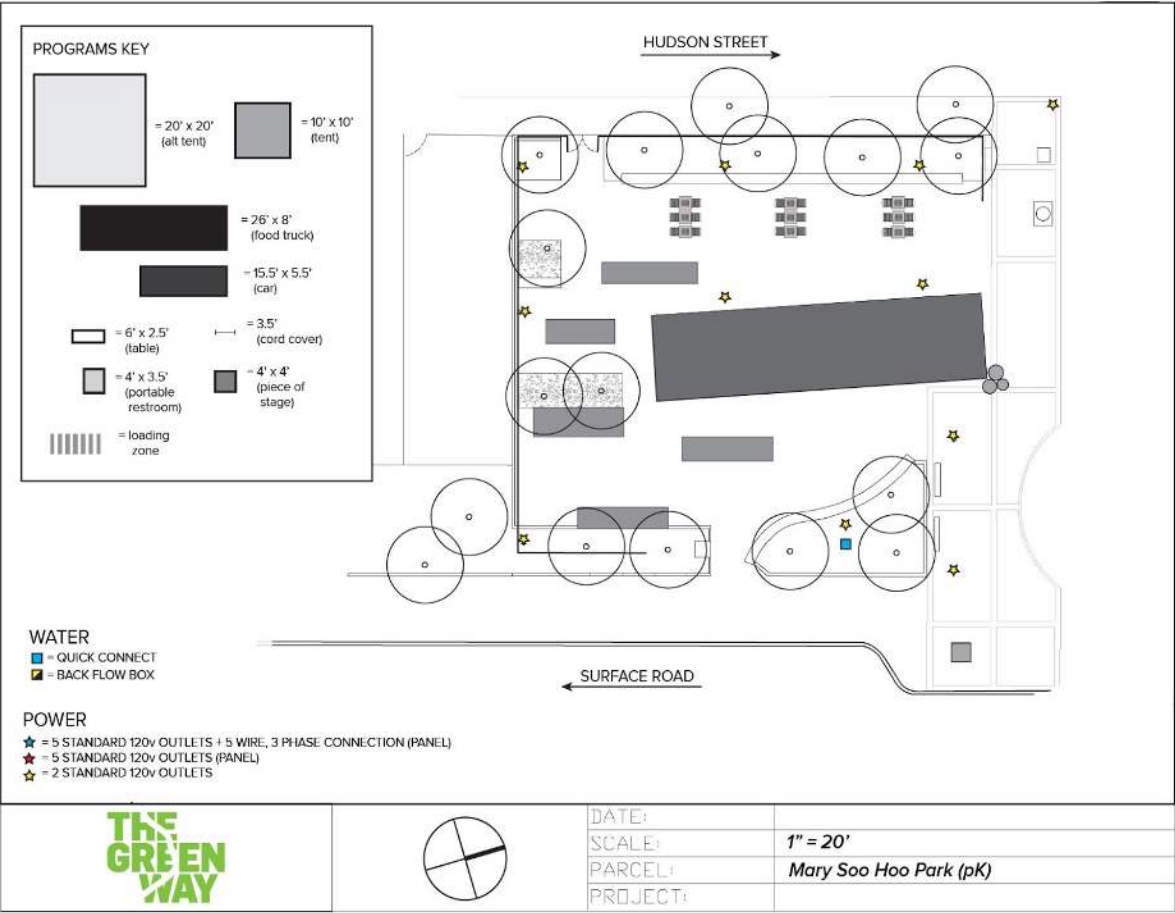 PROGRAMS KEY
= 20' x 20'
(alt tent)
= 10' x 10'
(tent)
= 26' x 8'
(food truck)
= 15.5' x 5.5'
(car)
= 6' x 2.5'
(table)
= 3.5'
(cord cover)
= 4' x 3.5'
(portable
restroom)
= 4' x 4'
(piece of
stage)
= loading
zone
HUDSON STREET
SURFACE ROAD
WATER
= QUICK CONNECT
= BACK FLOW BOX
POWER
= 5 STANDARD 120v OUTLETS + 5 WIRE, 3 PHASE CONNECTION (PANEL)
= 5 STANDARD 120v OUTLETS (PANEL)
= 2 STANDARD 120v OUTLETS
THE
GREEN
WAY
DATE:
SCALE: 1" = 20'
PARCEL: Mary Soo Hoo Park (pK)
PROJECT: